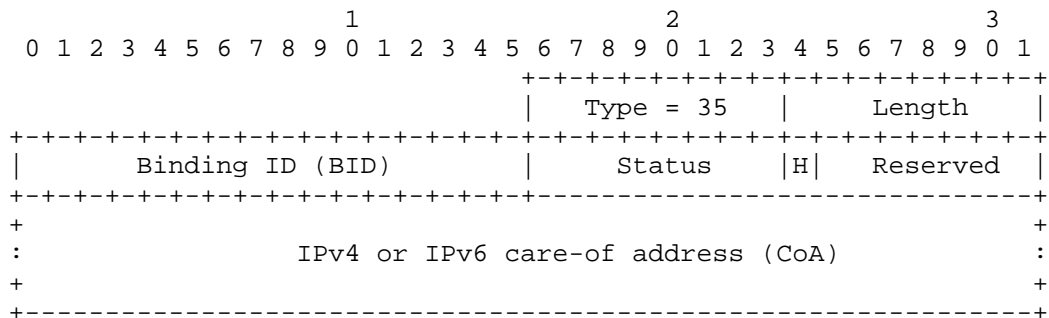 1                   2                   3
 0 1 2 3 4 5 6 7 8 9 0 1 2 3 4 5 6 7 8 9 0 1 2 3 4 5 6 7 8 9 0 1
                                +-+-+-+-+-+-+-+-+-+-+-+-+-+-+-+-+
                                |   Type = 35   |     Length    |
+-+-+-+-+-+-+-+-+-+-+-+-+-+-+-+-+-+-+-+-+-+-+-+-+-+-+-+-+-+-+-+-+
|       Binding ID (BID)        |     Status    |H|   Reserved  |
+-+-+-+-+-+-+-+-+-+-+-+-+-+-+-+-+-------------------------------+
+                                                               +
:                 IPv4 or IPv6 care-of address (CoA)            :
+                                                               +
+---------------------------------------------------------------+